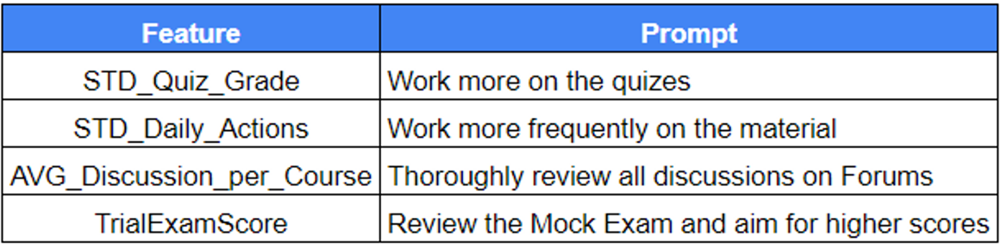 Feature Prompt
STD_Quiz_Grade Work more on the quizes
STD_Daily_Actions Work more frequently on the material
AVG_Discussion_per_Course Thoroughly review all discussions on Forums
TrialExamScore Review the Mock Exam and aim for higher scores